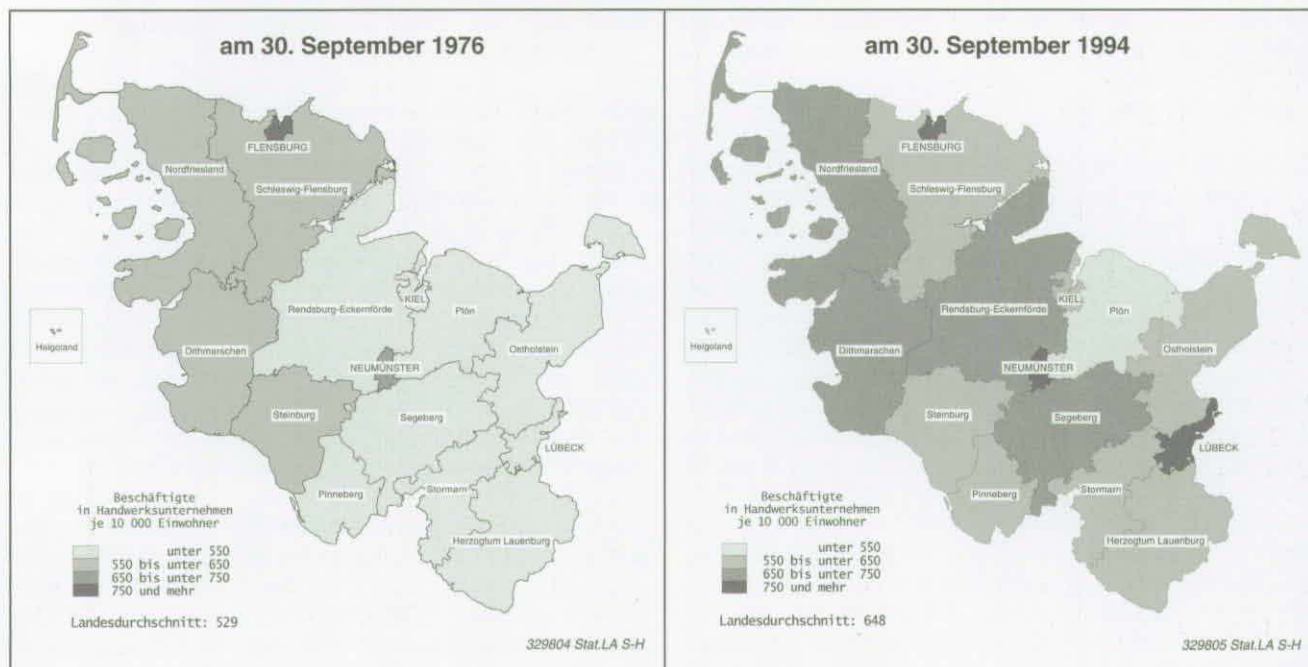 am 30. September 1976
FLENSBURG
Nordfriesland
Schleswig-Flensburg
KIEL
Rendsburg-Eckernförde
Plön
Helgoland
Dithmarschen
Ostholstein
NEUMÜNSTER
Steinburg
Segeberg
LÜBECK
Pinneberg
Stormarn
Herzogtum Lauenburg
Beschäftigte
in Handwerksunternehmen
je 10 000 Einwohner
unter 550
550 bis unter 650
650 bis unter 750
750 und mehr
Landesdurchschnitt: 529
329804 Stat.LA S-H
am 30. September 1994
FLENSBURG
Nordfriesland
Schleswig-Flensburg
KIEL
Rendsburg-Eckernförde
Plön
Helgoland
Dithmarschen
Ostholstein
NEUMÜNSTER
Steinburg
Segeberg
LÜBECK
Pinneberg
Stormarn
Herzogtum Lauenburg
Beschäftigte
in Handwerksunternehmen
je 10 000 Einwohner
unter 550
550 bis unter 650
650 bis unter 750
750 und mehr
Landesdurchschnitt: 648
329805 Stat.LA S-H